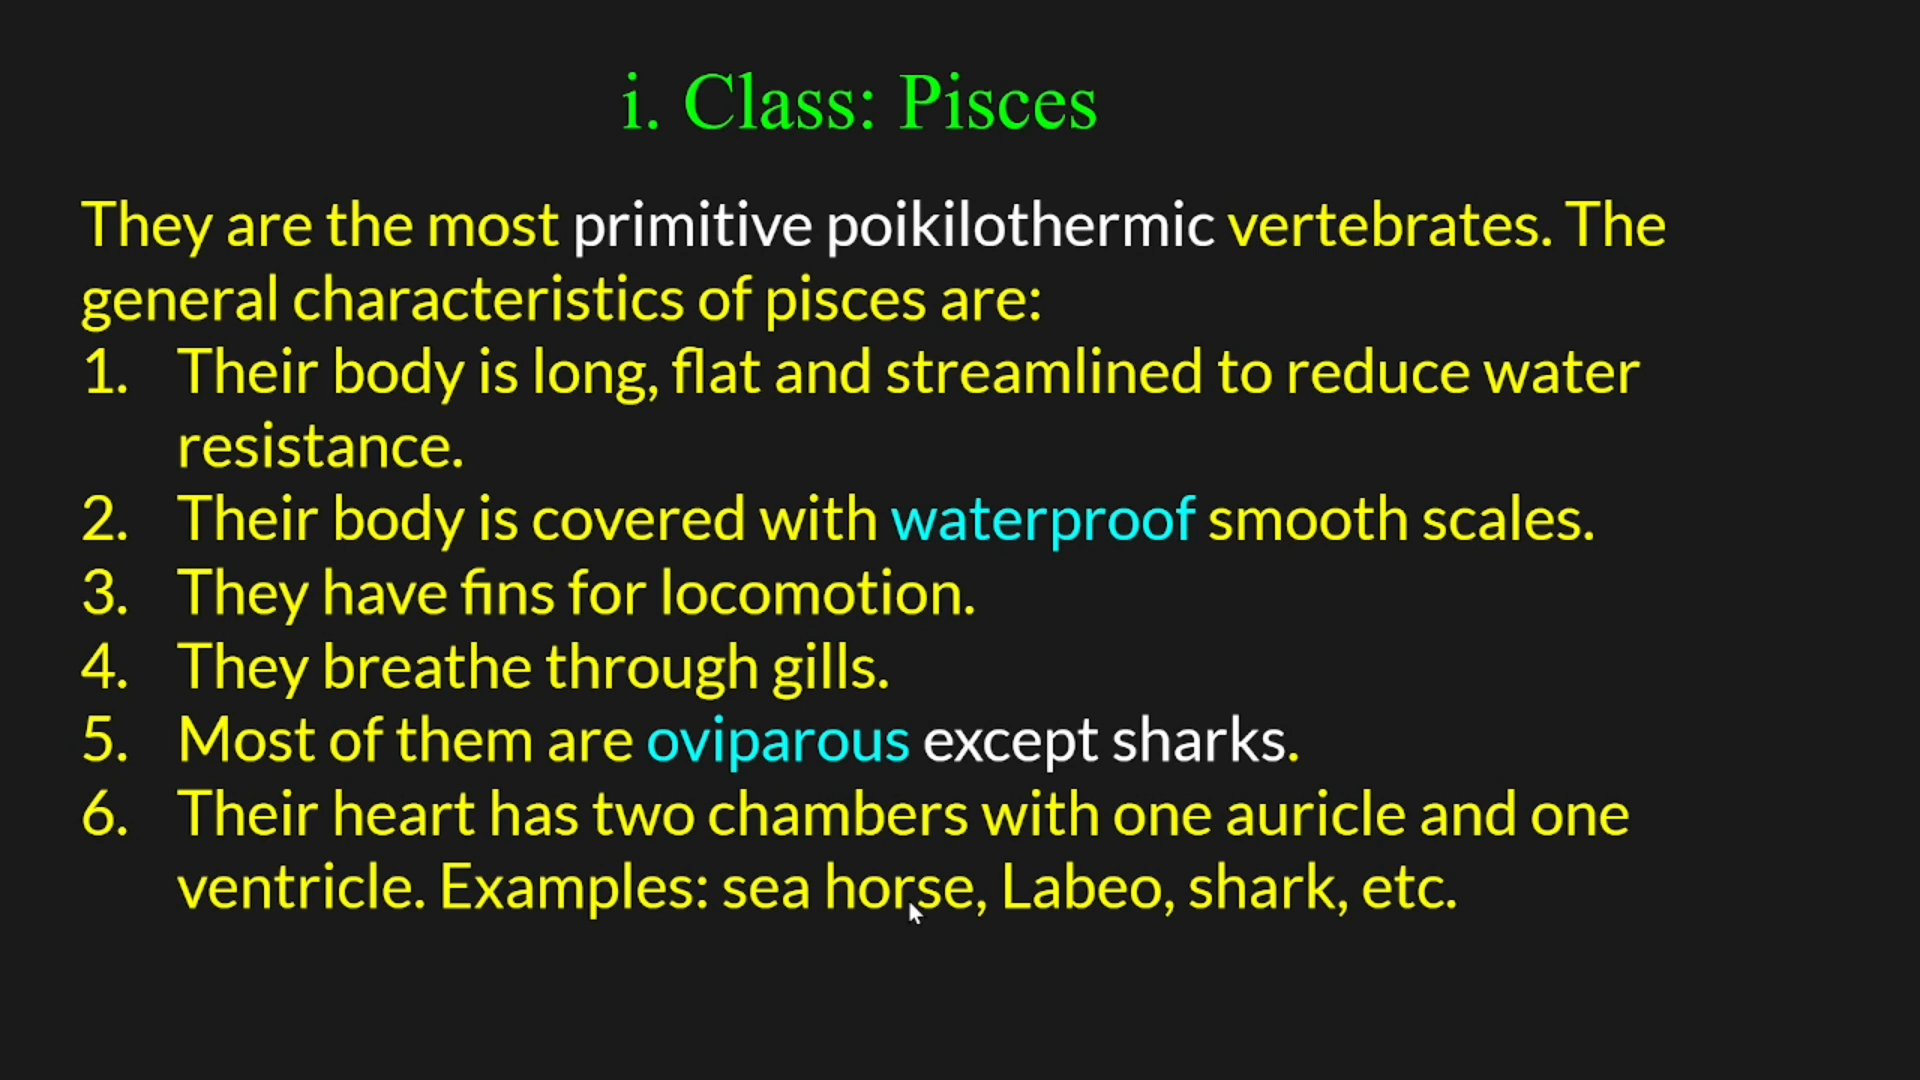 i. Class: Pisces
They are the most primitive poikilothermic vertebrates. The
general characteristics of pisces are:
1. Their body is long, flat and streamlined to reduce water
resistance.
2. Their body is covered with waterproof smooth scales.
3. They have fins for locomotion.
4. They breathe through gills.
5. Most of them are oviparous except sharks.
6. Their heart has two chambers with one auricle and one
ventricle. Examples: sea horse, Labeo, shark, etc.